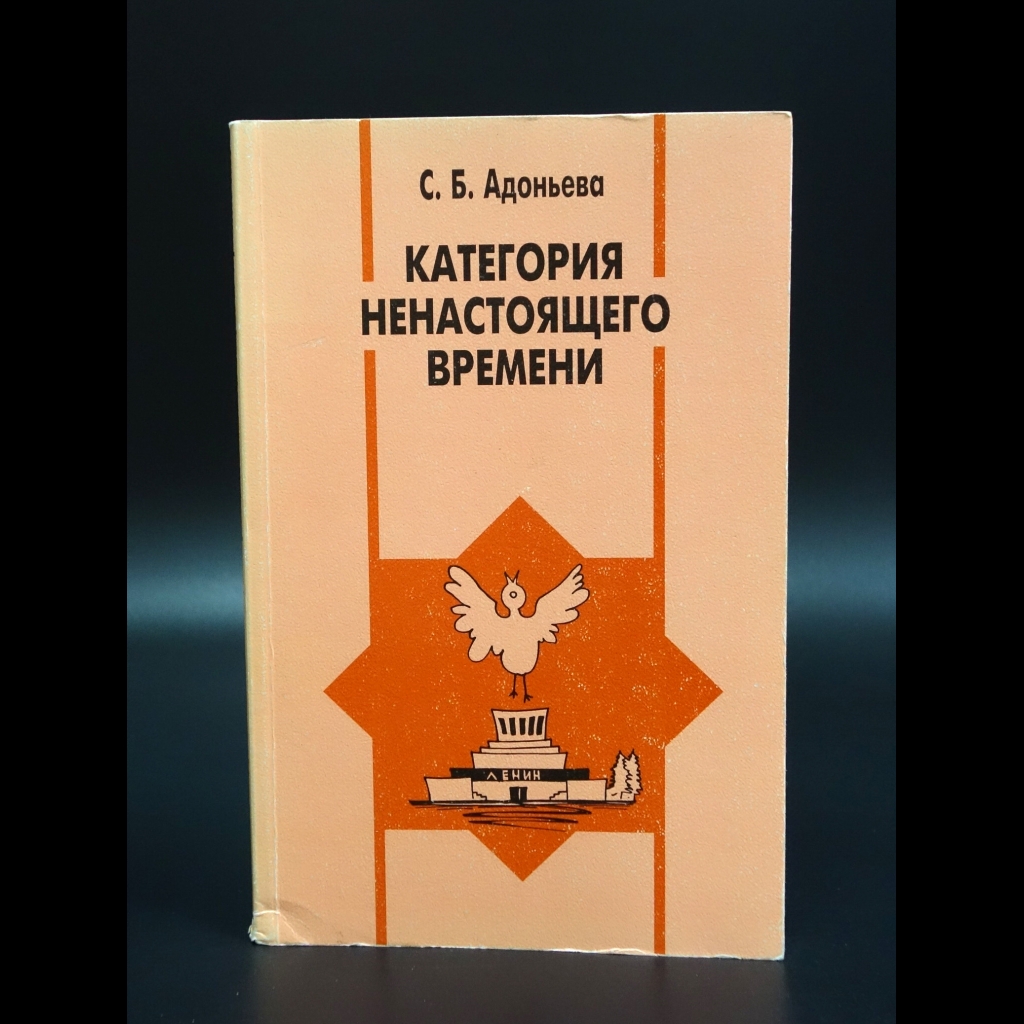 С. Б. Адоньева
КАТЕГОРИЯ
НЕНАСТОЯЩЕГО
ВРЕМЕНИ
ЛЕНИН